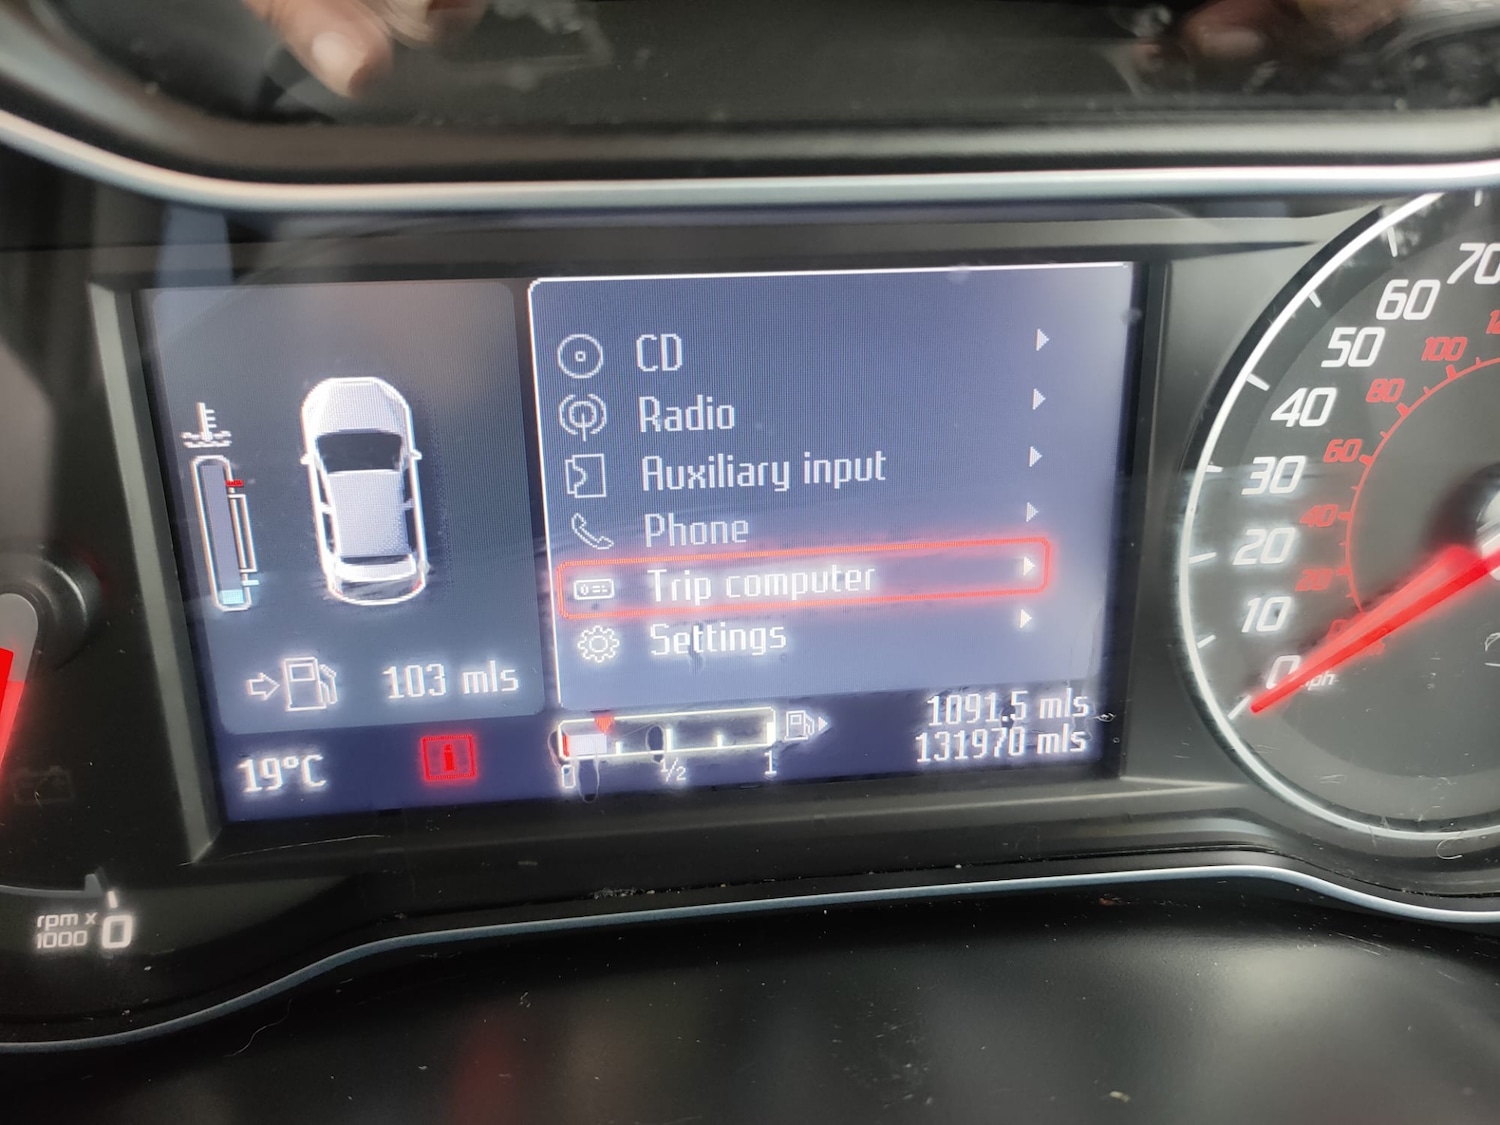 CD
Radio
Auxiliary input
Phone
Trip computer
Settings
103 mls
19°C
i
0 1/2 1
1091.5 mls
131970 mls
70
60
50
40
30
20
10
0
100
80
60
40
20
rpm x
1000 0